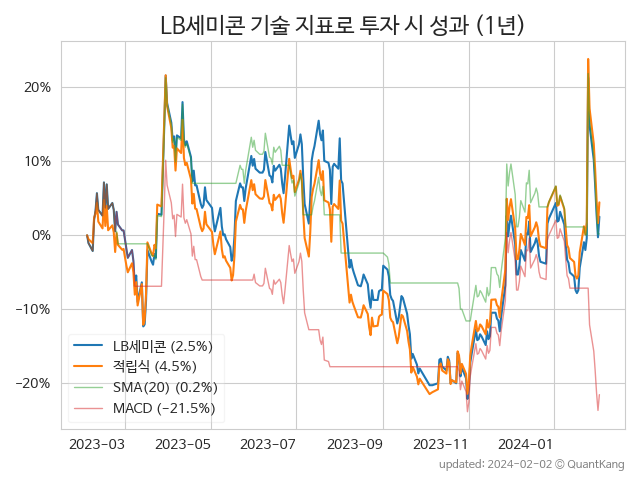 LB세미콘 기술 지표로 투자 시 성과 (1년)
20%
10%
0%
−10%
−20%
LB세미콘 (2.5%)
적립식 (4.5%)
SMA(20) (0.2%)
MACD (−21.5%)
2023-03 2023-05 2023-07 2023-09 2023-11 2024-01
updated: 2024-02-02 © QuantKang